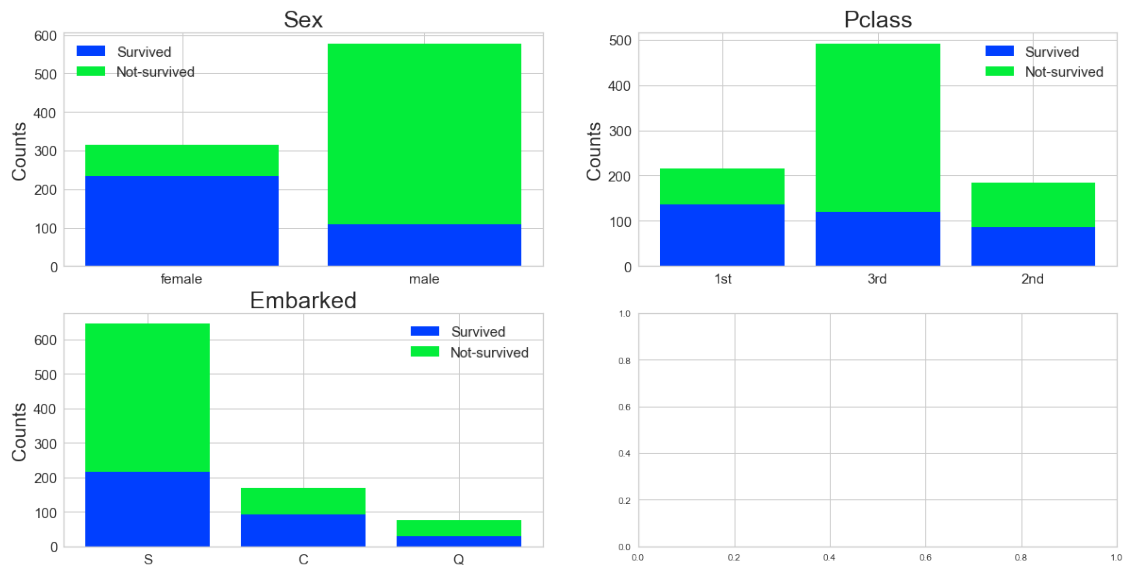 Sex
600
500
400
300
200
100
0
Counts
Survived
Not-survived
female male
Pclass
500
400
300
200
100
0
Counts
Survived
Not-survived
1st 3rd 2nd
Embarked
600
500
400
300
200
100
0
Counts
Survived
Not-survived
S C Q
1.0
0.8
0.6
0.4
0.2
0.0
0.0 0.2 0.4 0.6 0.8 1.0